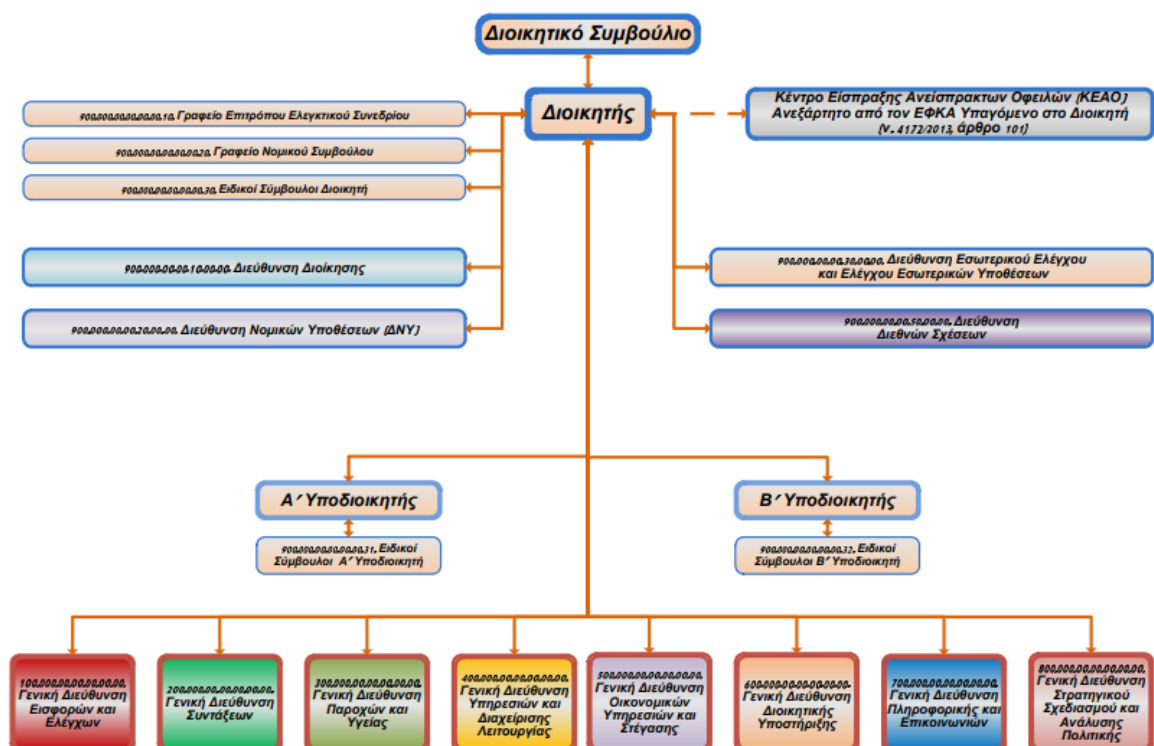 Διοικητικό Συμβούλιο
Διοικητής
Κέντρο Είσπραξης Ανείσπρακτων Οφειλών (ΚΕΑΟ)
Ανεξάρτητο από τον ΕΦΚΑ Υπαγόμενο στο Διοικητή
(ν. 4172/2013, άρθρο 101)
Γραφείο Επιτρόπου Ελεγκτικού Συνεδρίου
Γραφείο Νομικού Συμβούλου
Ειδικοί Σύμβουλοι Διοικητή
Διεύθυνση Διοίκησης
Διεύθυνση Εσωτερικού Ελέγχου
και Ελέγχου Εσωτερικών Υποθέσεων
Διεύθυνση Νομικών Υποθέσεων (ΔΝΥ)
Διεύθυνση
Διεθνών Σχέσεων
Α' Υποδιοικητής
Β' Υποδιοικητής
Ειδικοί
Σύμβουλοι Α' Υποδιοικητή
Ειδικοί
Σύμβουλοι Β' Υποδιοικητή
Γενική Διεύθυνση
Εισφορών και
Ελέγχων
Γενική Διεύθυνση
Συντάξεων
Γενική Διεύθυνση
Παροχών και
Υγείας
Γενική Διεύθυνση
Υπηρεσιών και
Διαχείρισης
Λειτουργίας
Γενική Διεύθυνση
Οικονομικών
Υπηρεσιών και
Στέγασης
Γενική Διεύθυνση
Διοικητικής
Υποστήριξης
Γενική Διεύθυνση
Πληροφορικής και
Επικοινωνιών
Γενική Διεύθυνση
Στρατηγικού
Σχεδιασμού και
Ανάλυσης
Πολιτικής